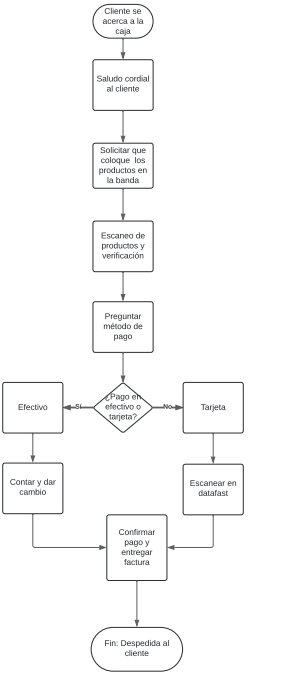 Cliente se
acerca a la
caja
Saludo cordial
al cliente
Solicitar que
coloque los
productos en
la banda
Escaneo de
productos y
verificación
Preguntar
método de
pago
¿Pago en
efectivo o
tarjeta?
Sí
No
Efectivo
Tarjeta
Contar y dar
cambio
Escanear en
datafast
Confirmar
pago y
entregar
factura
Fin: Despedida al
cliente